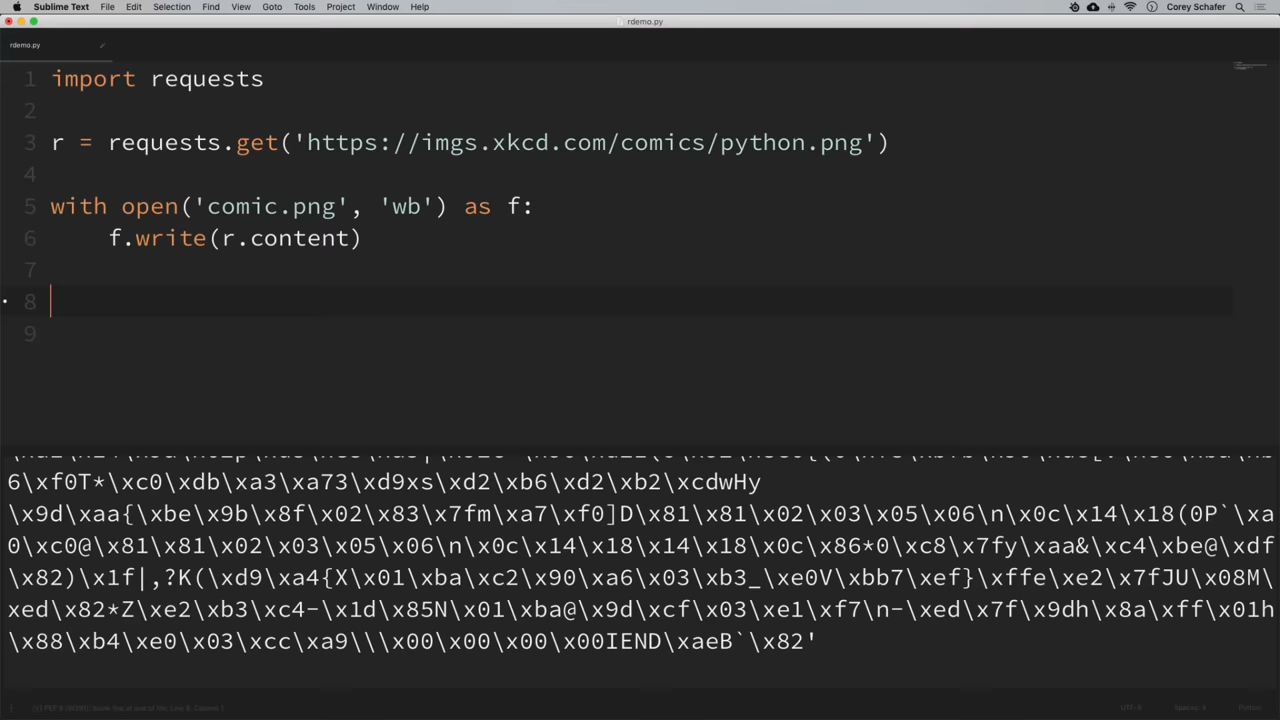 Sublime Text File Edit Selection Find View Goto Tools Project Window Help Corey Schafer
rdemo.py
rdemo.py
1 import requests
2
3 r = requests.get('https://imgs.xkcd.com/comics/python.png')
4
5 with open('comic.png', 'wb') as f:
6 f.write(r.content)
7
8
9
6\xf0T*\xc0\xdb\xa3\xa73\xd9xs\xd2\xb6\xd2\xb2\xcdwHy
\x9d\xaa{\xbe\x9b\x8f\x02\x83\x7fm\xa7\xf0]D\x81\x81\x02\x03\x05\x06\n\x0c\x14\x18(0P`\xa
0\xc0@\x81\x81\x02\x03\x05\x06\n\x0c\x14\x18\x14\x18\x0c\x86*0\xc8\x7fy\xaa&\xc4\xbe@\xdf
\x82)\x1f|,?K(\xd9\xa4{X\x01\xba\xc2\x90\xa6\x03\xb3_\xe0V\xbb7\xef}\xffe\xe2\x7fJU\x08M\
xed\x82*Z\xe2\xb3\xc4-\x1d\x85N\x01\xba@\x9d\xcf\x03\xe1\xf7\n-\xed\x7f\x9dh\x8a\xff\x01h
\x88\xb4\xe0\x03\xcc\xa9\\\x00\x00\x00\x00IEND\xaeB`\x82'
UTF-8 Spaces: 4 Python